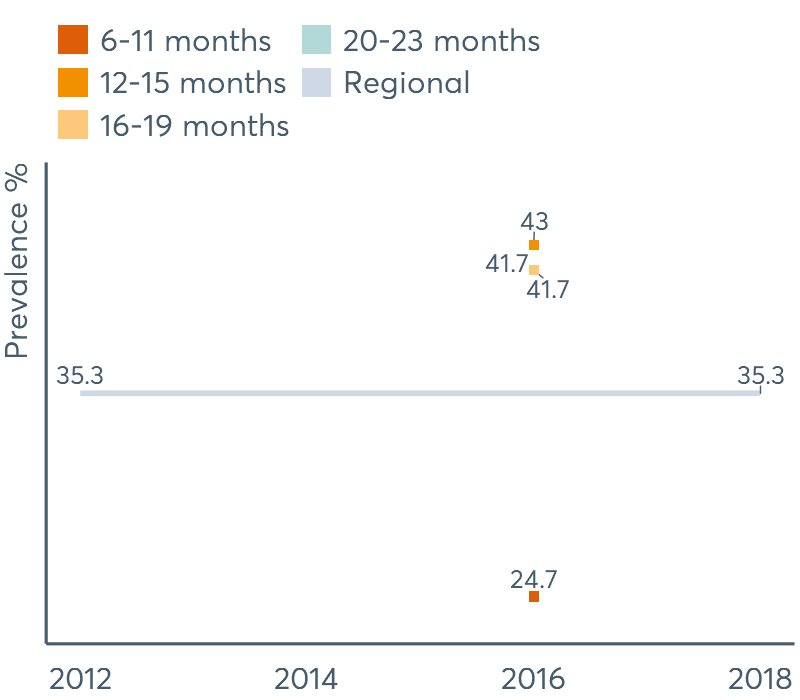 6-11 months
20-23 months
12-15 months
Regional
16-19 months
Prevalence %
43
41.7
41.7
35.3
35.3
24.7
2012
2014
2016
2018